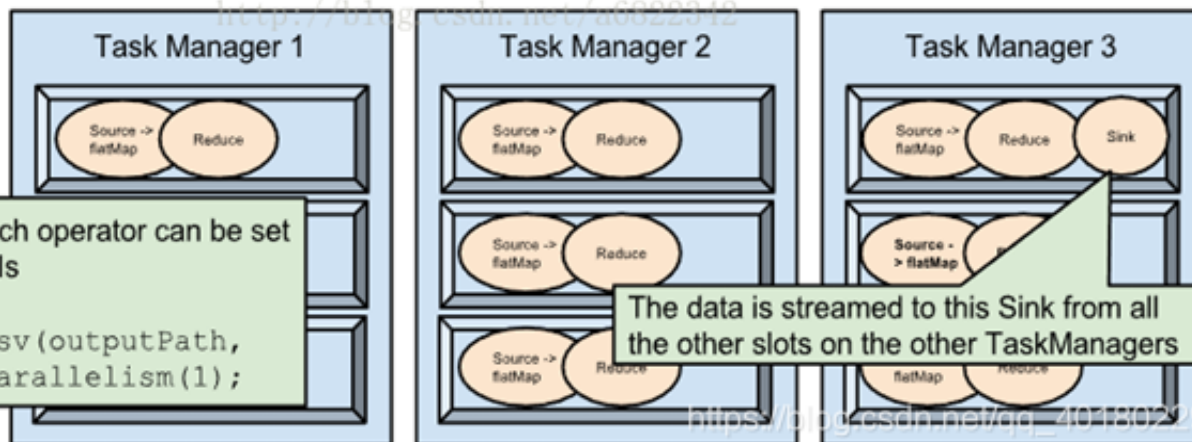 http://blog.csdn.net/a6822342
Task Manager 1
Task Manager 2
Task Manager 3
Source ->
flatMap
Reduce
Source ->
flatMap
Reduce
Source ->
flatMap
Reduce
Sink
ch operator can be set
ls
sv(outputPath,
arallelism(1);
Source ->
flatMap
Reduce
Source -
> flatMap
The data is streamed to this Sink from all
the other slots on the other TaskManagers
Source ->
flatMap
Reduce
flatMap
Reduce
https://blog.csdn.net/qq_4018022